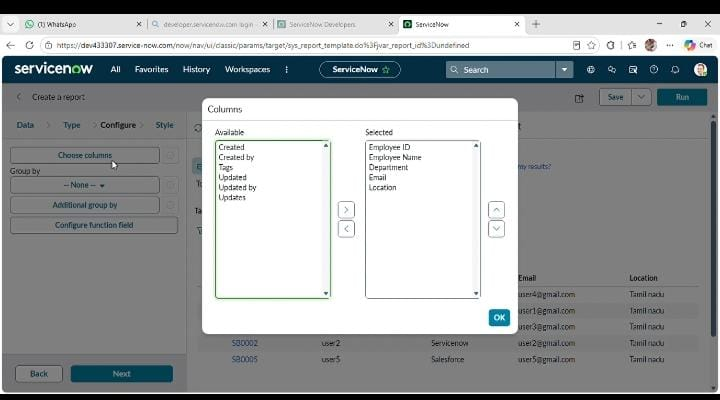 (1) WhatsApp
developer.servicenow.com login -
ServiceNow Developers
ServiceNow
https://dev433307.service-now.com/now/nav/ui/classic/params/target/sys_report_template.do%3Fjvar_report_id%3Dundefined
Chat
servicenow
All Favorites History Workspaces
ServiceNow
Search
Create a report
Save
Run
Data Type Configure Style
Choose columns
Group by
-- None --
Additional group by
Configure function field
Back
Next
Columns
Available
Created
Created by
Tags
Updated
Updated by
Updates
Selected
Employee ID
Employee Name
Department
Email
Location
OK
my results?
Email Location
user4@gmail.com Tamil nadu
user1@gmail.com Tamil nadu
user3@gmail.com Tamil nadu
SB0002 user2 Servicenow user2@gmail.com Tamil nadu
SB0005 user5 Salesforce user5@gmail.com Tamil nadu